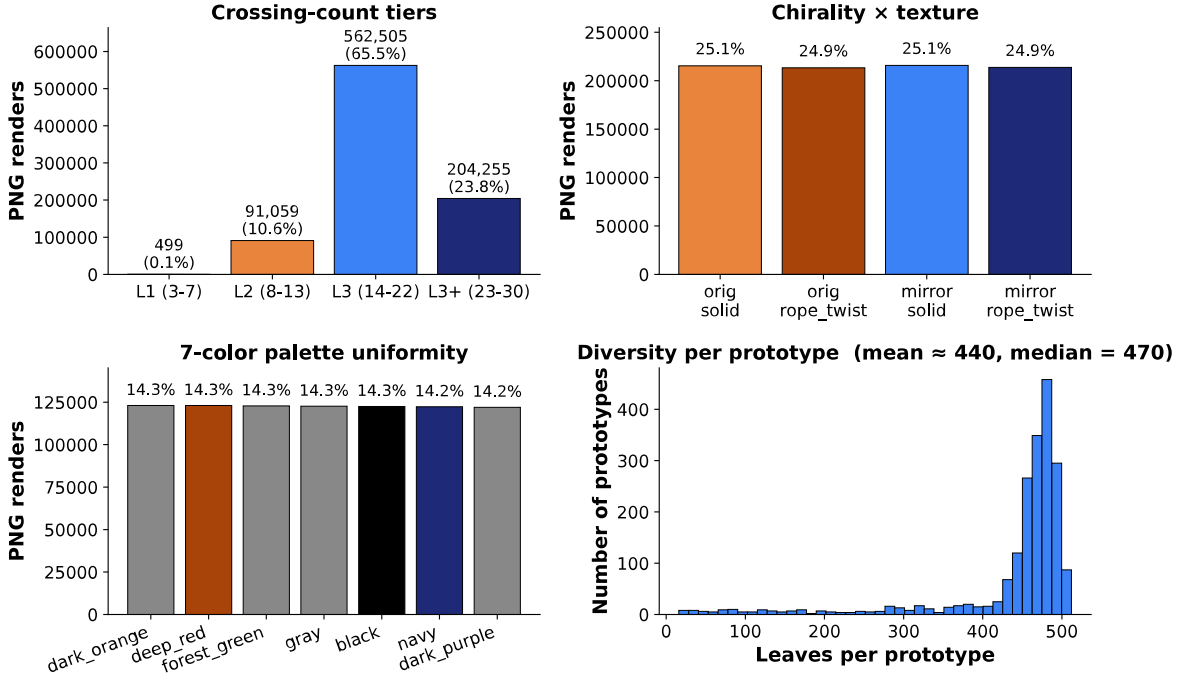 Crossing-count tiers
PNG renders
600000
500000
400000
300000
200000
100000
0
499
(0.1%)
91,059
(10.6%)
562,505
(65.5%)
204,255
(23.8%)
L1 (3-7)
L2 (8-13)
L3 (14-22)
L3+ (23-30)
Chirality × texture
PNG renders
250000
200000
150000
100000
50000
0
25.1%
24.9%
25.1%
24.9%
orig
solid
orig
rope_twist
mirror
solid
mirror
rope_twist
7-color palette uniformity
PNG renders
125000
100000
75000
50000
25000
0
14.3%
14.3%
14.3%
14.3%
14.3%
14.2%
14.2%
dark_orange
deep_red
forest_green
gray
black
navy
dark_purple
Diversity per prototype (mean ≈ 440, median = 470)
Number of prototypes
400
300
200
100
0
0
100
200
300
400
500
Leaves per prototype